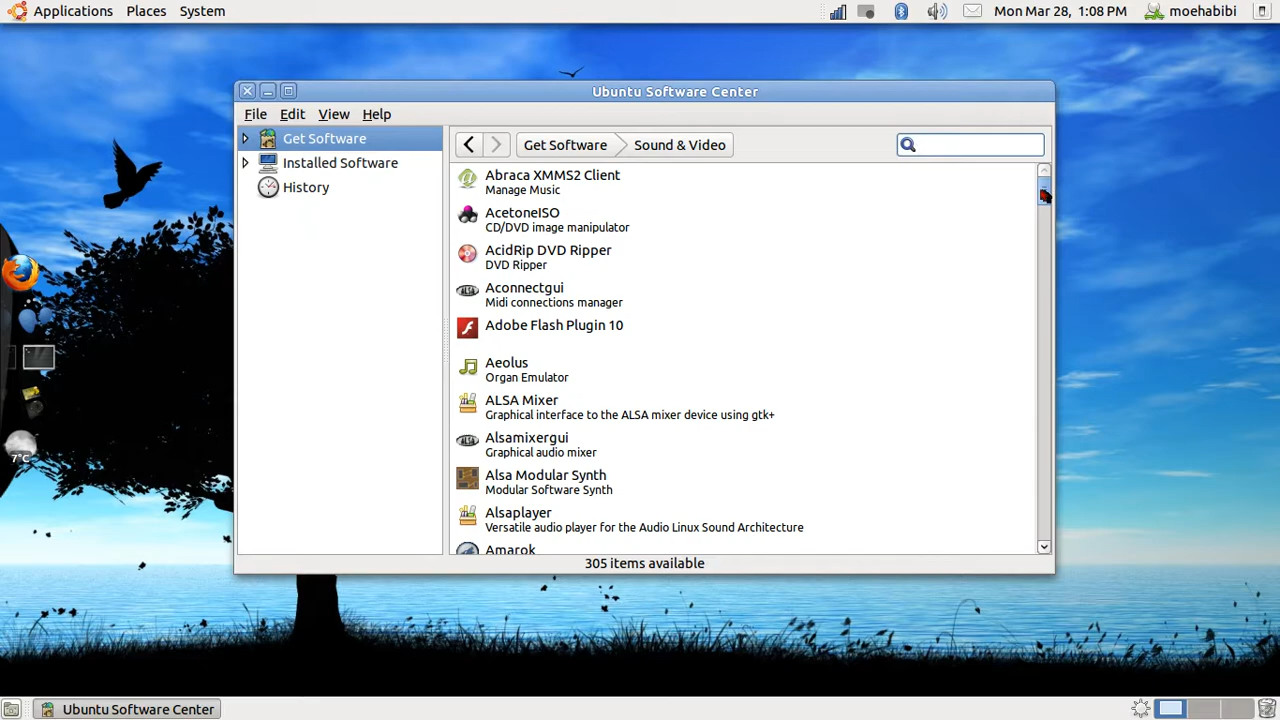 Applications Places System
Mon Mar 28, 1:08 PM moehabibi
Ubuntu Software Center
File Edit View Help
Get Software
Installed Software
History
Get Software Sound & Video
Abraca XMMS2 Client
Manage Music
AcetoneISO
CD/DVD image manipulator
AcidRip DVD Ripper
DVD Ripper
Aconnectgui
Midi connections manager
Adobe Flash Plugin 10
Aeolus
Organ Emulator
ALSA Mixer
Graphical interface to the ALSA mixer device using gtk+
Alsamixergui
Graphical audio mixer
Alsa Modular Synth
Modular Software Synth
Alsaplayer
Versatile audio player for the Audio Linux Sound Architecture
Amarok
305 items available
7°C
Ubuntu Software Center